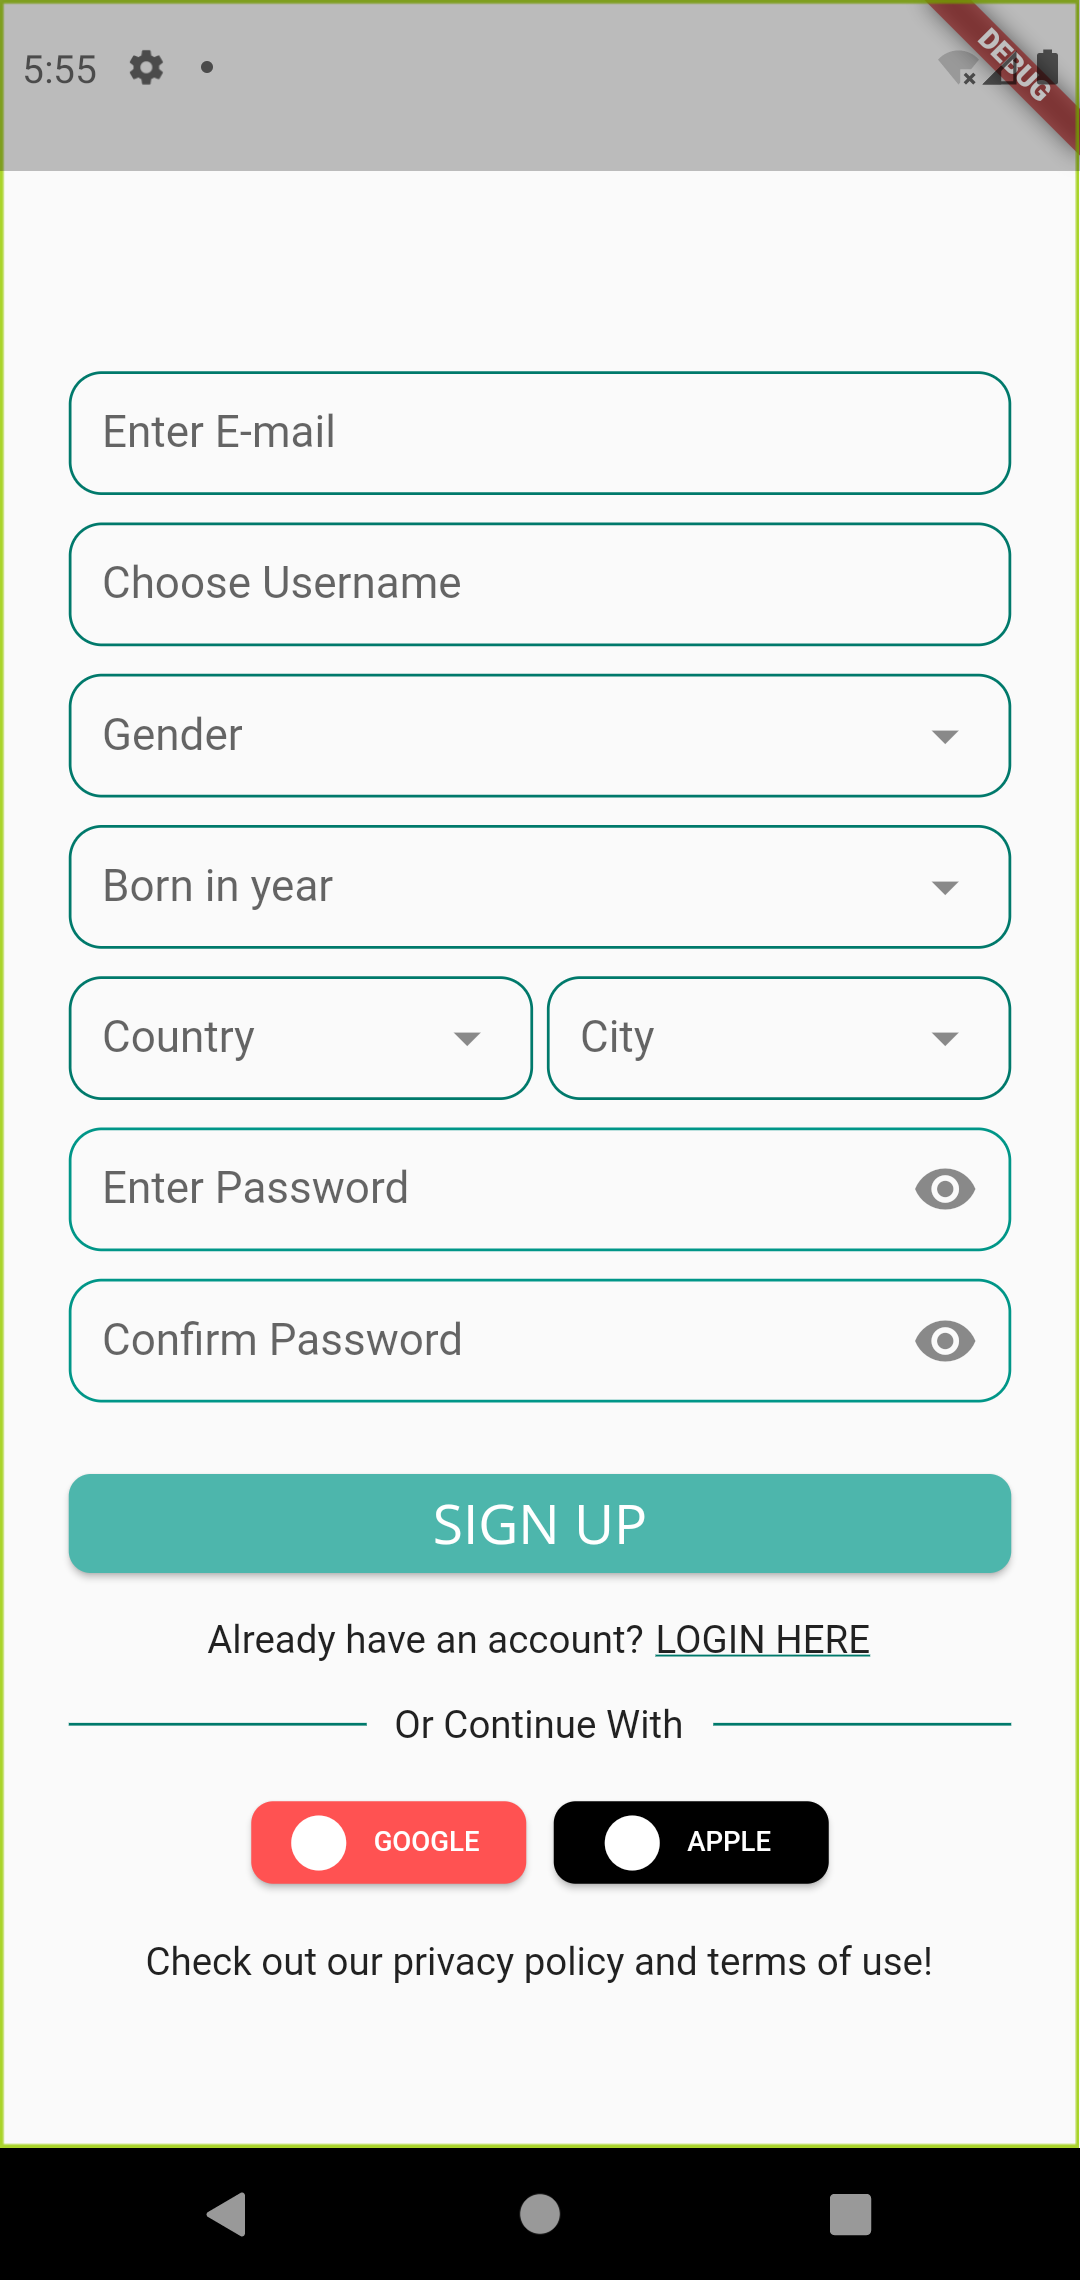 5:55
DEBUG
Enter E-mail
Choose Username
Gender
Born in year
Country
City
Enter Password
Confirm Password
SIGN UP
Already have an account? LOGIN HERE
Or Continue With
GOOGLE
APPLE
Check out our privacy policy and terms of use!